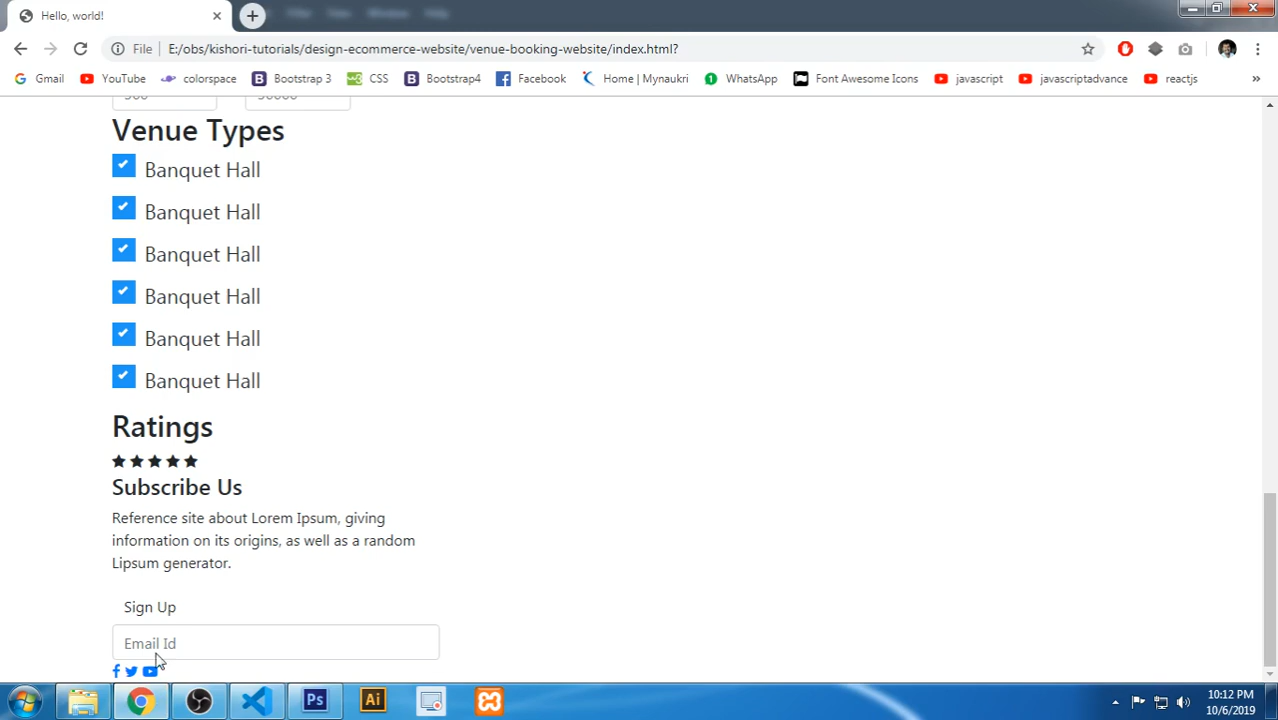 Hello, world!
File E:/obs/kishori-tutorials/design-ecommerce-website/venue-booking-website/index.html?
Gmail YouTube colorspace Bootstrap 3 CSS Bootstrap4 Facebook Home | Mynaukri WhatsApp Font Awesome Icons javascript javascriptadvance reactjs »
Venue Types
Banquet Hall
Banquet Hall
Banquet Hall
Banquet Hall
Banquet Hall
Banquet Hall
Ratings
Subscribe Us
Reference site about Lorem Ipsum, giving
information on its origins, as well as a random
Lipsum generator.
Sign Up
Email Id
Ps Ai
10:12 PM
10/6/2019